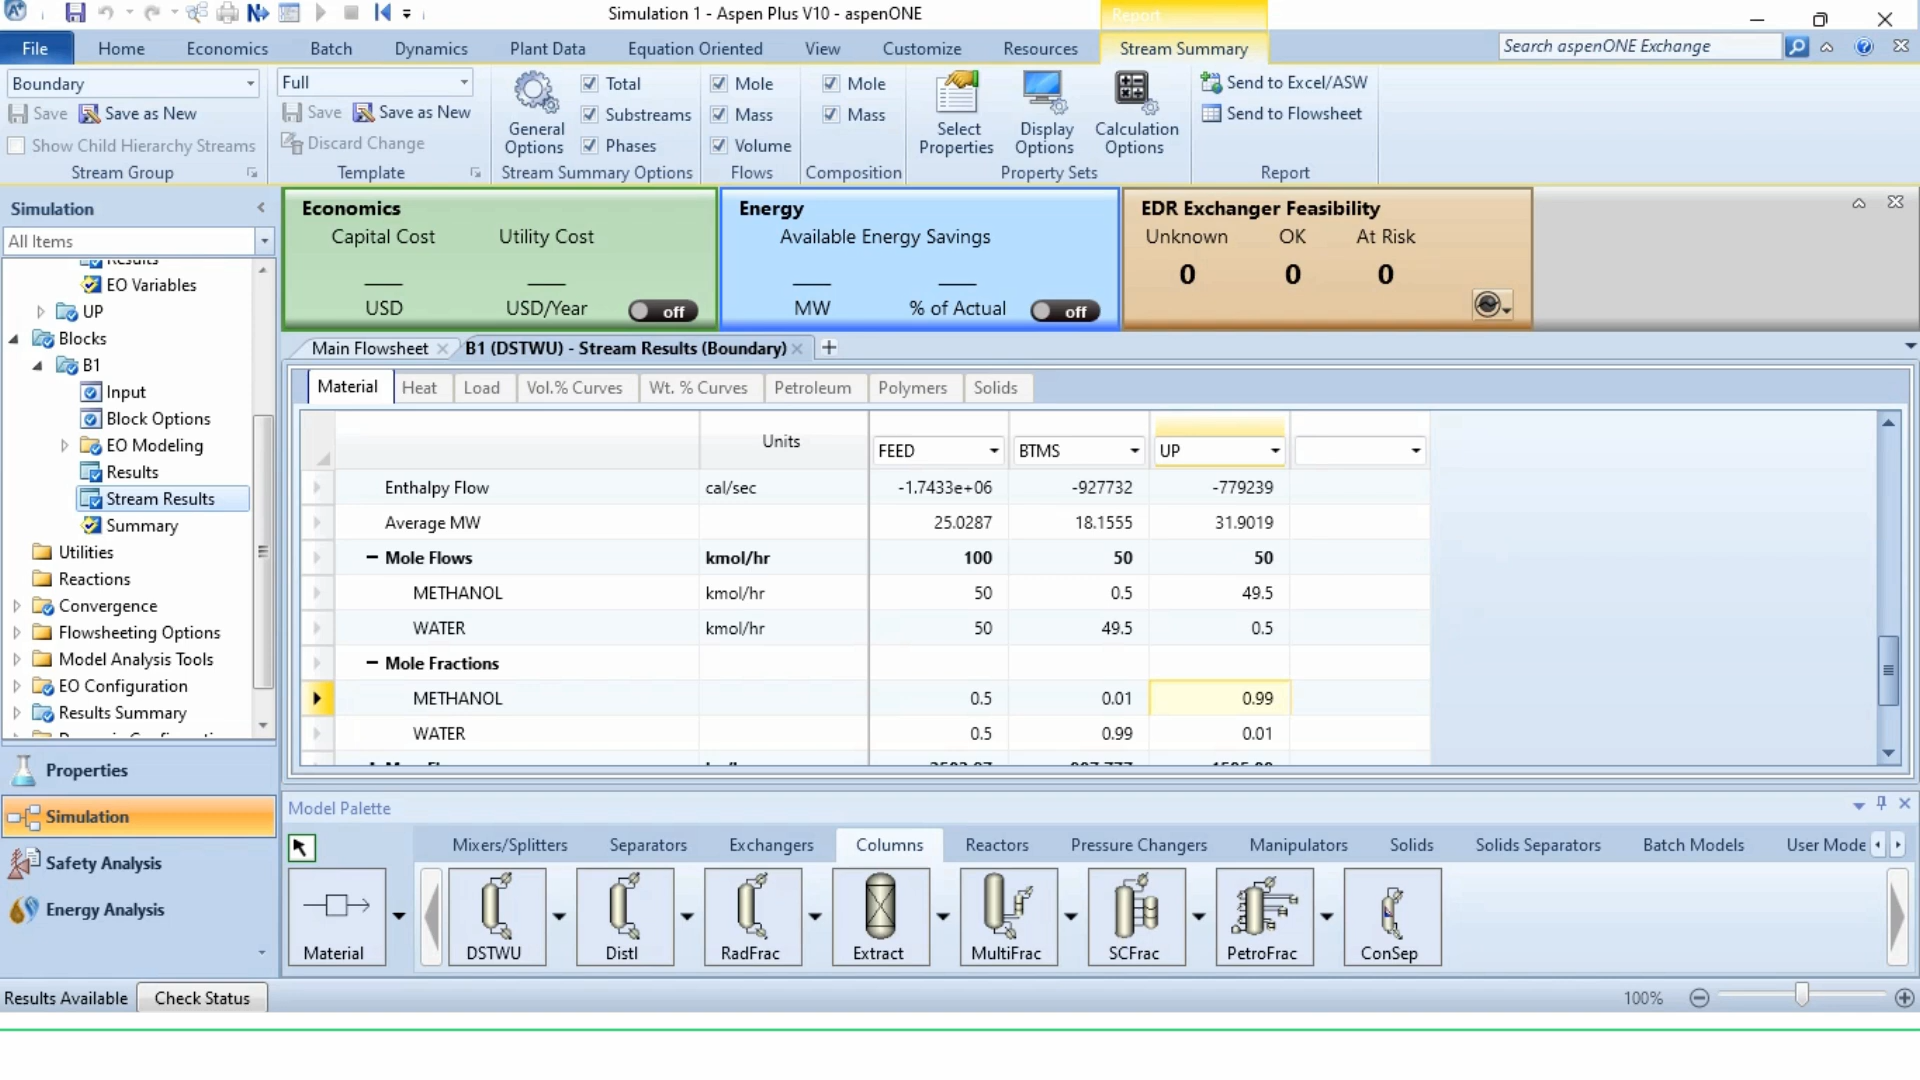 Simulation 1 - Aspen Plus V10 - aspenONE
Report
File Home Economics Batch Dynamics Plant Data Equation Oriented View Customize Resources Stream Summary
Search aspenONE Exchange
Boundary
Save Save as New
Show Child Hierarchy Streams
Stream Group
Full
Save Save as New
Discard Change
Template
General Options
Total
Substreams
Phases
Stream Summary Options
Mole
Mass
Volume
Flows
Mole
Mass
Composition
Select Properties
Display Options
Calculation Options
Property Sets
Send to Excel/ASW
Send to Flowsheet
Report
Simulation
All Items
Results
EO Variables
UP
Blocks
B1
Input
Block Options
EO Modeling
Results
Stream Results
Summary
Utilities
Reactions
Convergence
Flowsheeting Options
Model Analysis Tools
EO Configuration
Results Summary
Properties
Simulation
Safety Analysis
Energy Analysis
Economics
Capital Cost Utility Cost
USD USD/Year off
Energy
Available Energy Savings
MW % of Actual off
EDR Exchanger Feasibility
Unknown OK At Risk
0 0 0
Main Flowsheet B1 (DSTWU) - Stream Results (Boundary) +
Material Heat Load Vol.% Curves Wt. % Curves Petroleum Polymers Solids
Units FEED BTMS UP
Enthalpy Flow cal/sec -1.7433e+06 -927732 -779239
Average MW 25.0287 18.1555 31.9019
− Mole Flows kmol/hr 100 50 50
METHANOL kmol/hr 50 0.5 49.5
WATER kmol/hr 50 49.5 0.5
− Mole Fractions
METHANOL 0.5 0.01 0.99
WATER 0.5 0.99 0.01
Model Palette
Mixers/Splitters Separators Exchangers Columns Reactors Pressure Changers Manipulators Solids Solids Separators Batch Models User Mode
Material DSTWU Distl RadFrac Extract MultiFrac SCFrac PetroFrac ConSep
Results Available Check Status 100%